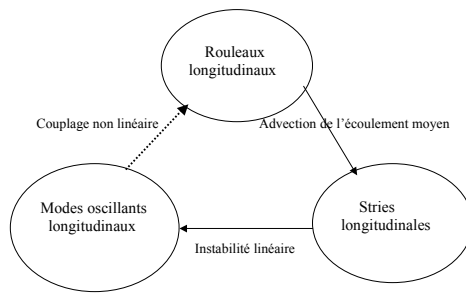 Rouleaux
longitudinaux
Couplage non linéaire
Advection de l'écoulement moyen
Modes oscillants
longitudinaux
Stries
longitudinales
Instabilité linéaire